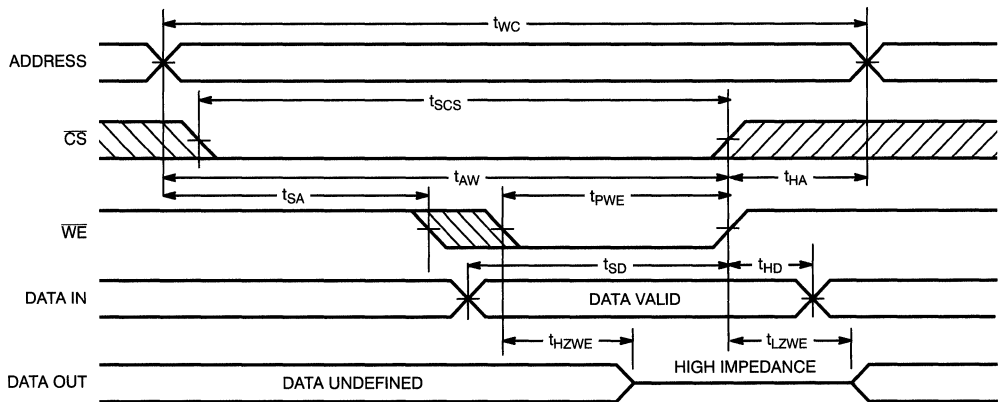 tWC
ADDRESS
tSCS
CS
tAW
tHA
tSA
tPWE
WE
tSD
tHD
DATA IN
DATA VALID
tHZWE
tLZWE
HIGH IMPEDANCE
DATA OUT
DATA UNDEFINED